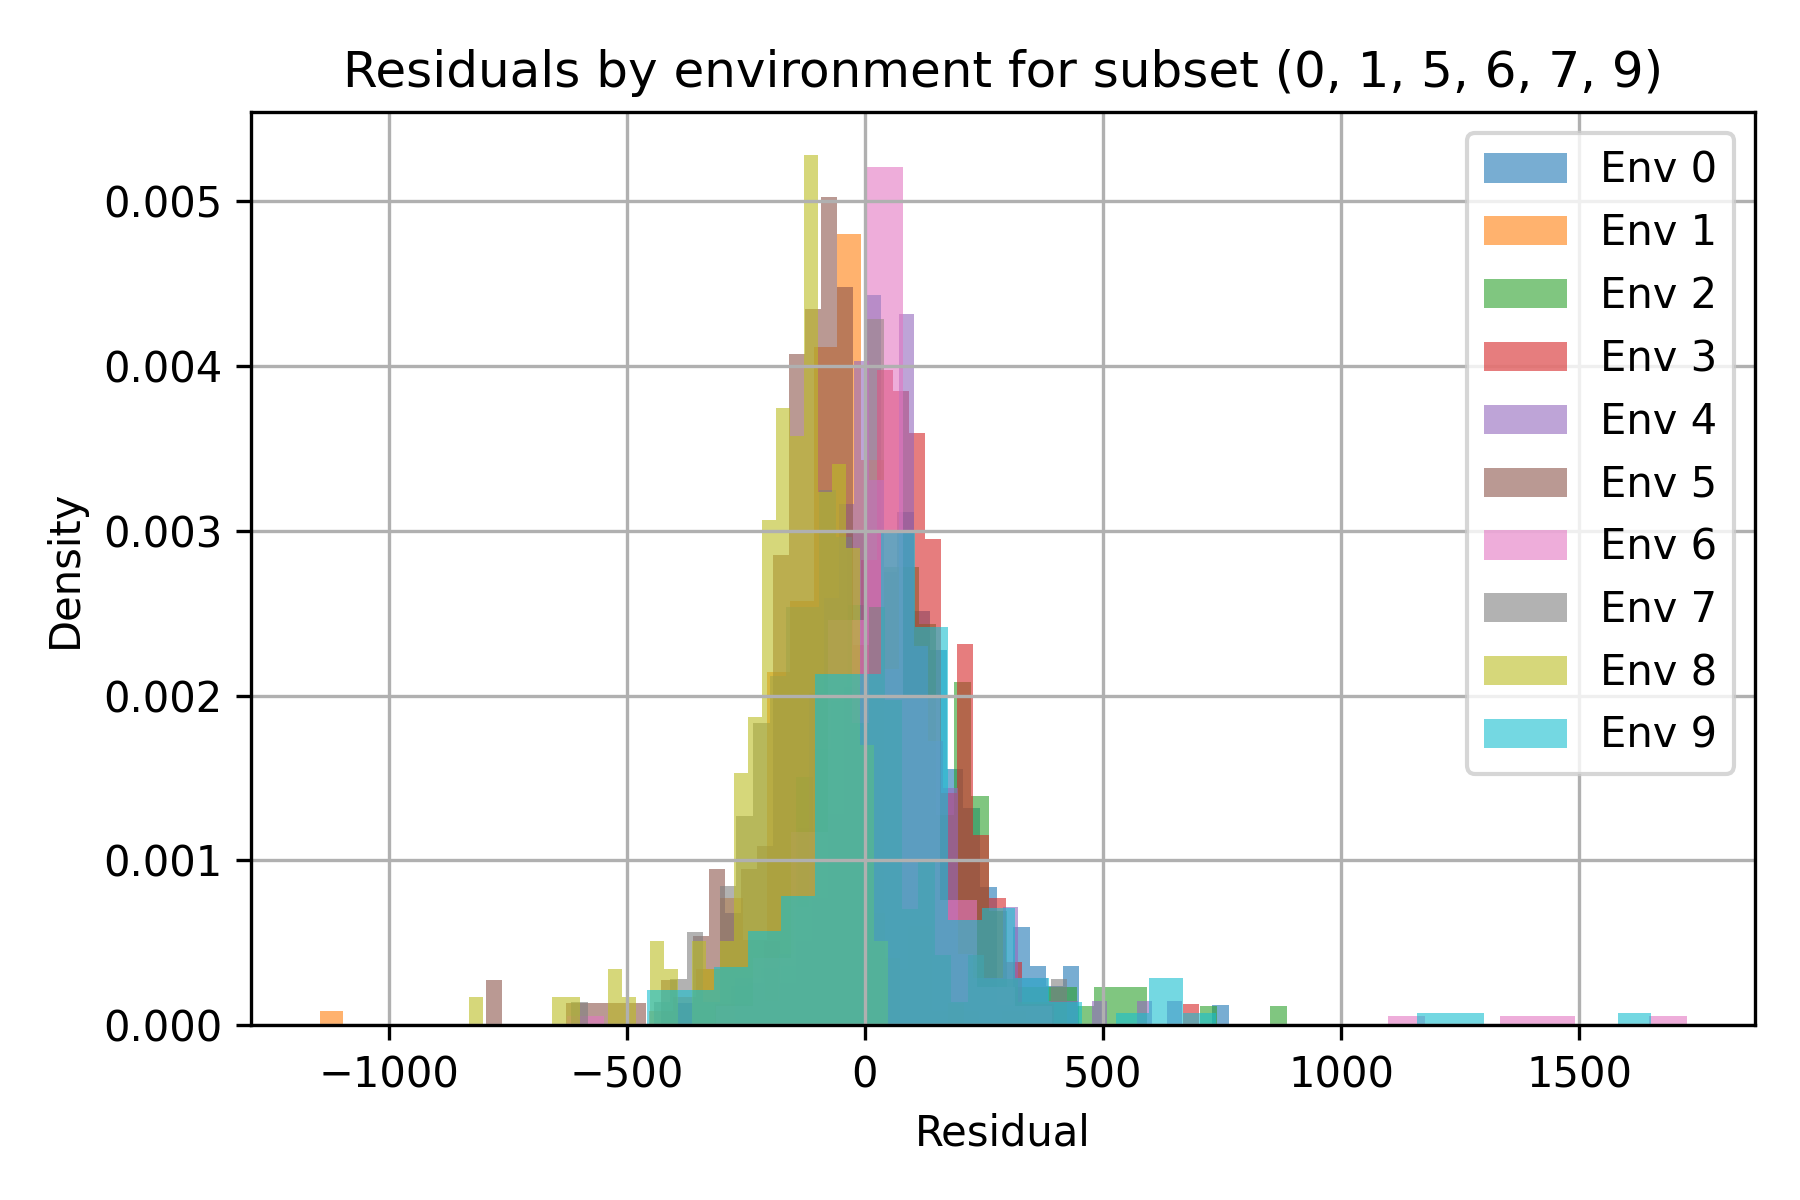 Residuals by environment for subset (0, 1, 5, 6, 7, 9)
Env 0
Env 1
Env 2
Env 3
Env 4
Env 5
Env 6
Env 7
Env 8
Env 9
Density
0.005
0.004
0.003
0.002
0.001
0.000
−1000 −500 0 500 1000 1500
Residual